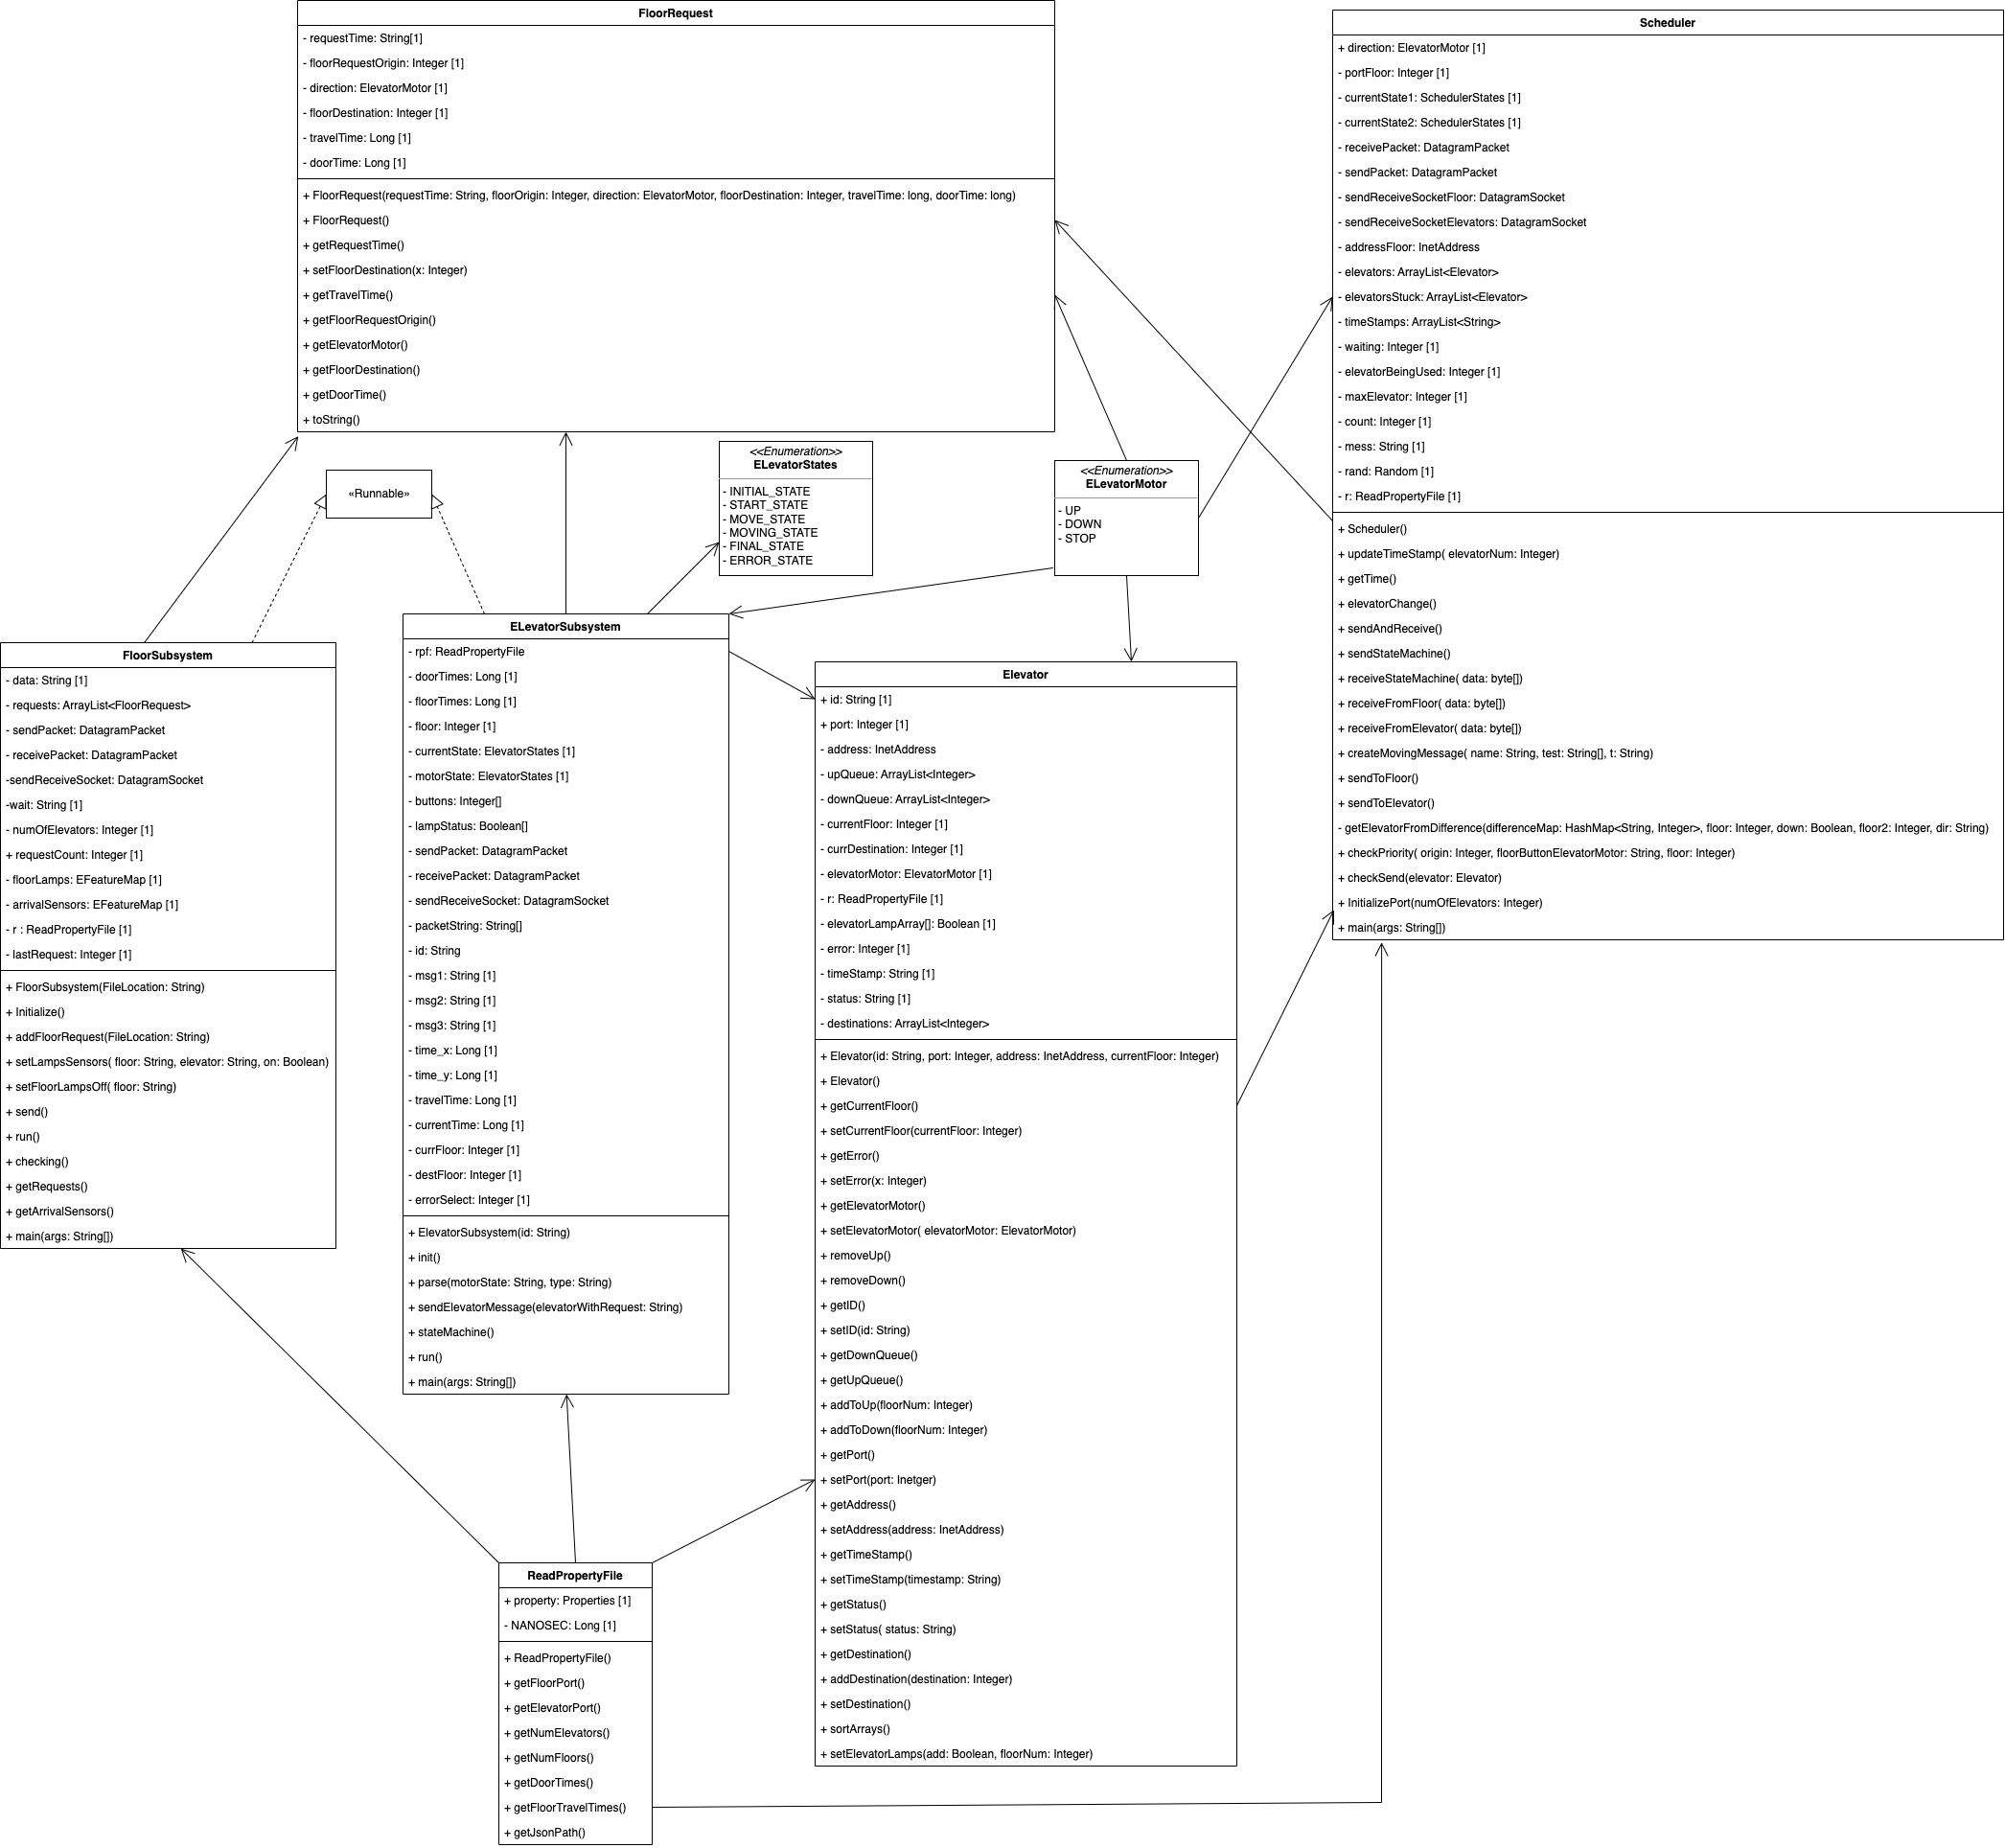 FloorRequest
- requestTime: String[1]
- floorRequestOrigin: Integer [1]
- direction: ElevatorMotor [1]
- floorDestination: Integer [1]
- travelTime: Long [1]
- doorTime: Long [1]
+ FloorRequest(requestTime: String, floorOrigin: Integer, direction: ElevatorMotor, floorDestination: Integer, travelTime: long, doorTime: long)
+ FloorRequest()
+ getRequestTime()
+ setFloorDestination(x: Integer)
+ getTravelTime()
+ getFloorRequestOrigin()
+ getElevatorMotor()
+ getFloorDestination()
+ getDoorTime()
+ toString()
Scheduler
+ direction: ElevatorMotor [1]
- portFloor: Integer [1]
- currentState1: SchedulerStates [1]
- currentState2: SchedulerStates [1]
- receivePacket: DatagramPacket
- sendPacket: DatagramPacket
- sendReceiveSocketFloor: DatagramSocket
- sendReceiveSocketElevators: DatagramSocket
- addressFloor: InetAddress
- elevators: ArrayList<Elevator>
- elevatorsStuck: ArrayList<Elevator>
- timeStamps: ArrayList<String>
- waiting: Integer [1]
- elevatorBeingUsed: Integer [1]
- maxElevator: Integer [1]
- count: Integer [1]
- mess: String [1]
- rand: Random [1]
- r: ReadPropertyFile [1]
+ Scheduler()
+ updateTimeStamp( elevatorNum: Integer)
+ getTime()
+ elevatorChange()
+ sendAndReceive()
+ sendStateMachine()
+ receiveStateMachine( data: byte[])
+ receiveFromFloor( data: byte[])
+ receiveFromElevator( data: byte[])
+ createMovingMessage( name: String, test: String[], t: String)
+ sendToFloor()
+ sendToElevator()
- getElevatorFromDifference(differenceMap: HashMap<String, Integer>, floor: Integer, down: Boolean, floor2: Integer, dir: String)
+ checkPriority( origin: Integer, floorButtonElevatorMotor: String, floor: Integer)
+ checkSend(elevator: Elevator)
+ InitializePort(numOfElevators: Integer)
+ main(args: String[])
«Runnable»
<<Enumeration>>
ELevatorStates
- INITIAL_STATE
- START_STATE
- MOVE_STATE
- MOVING_STATE
- FINAL_STATE
- ERROR_STATE
<<Enumeration>>
ELevatorMotor
- UP
- DOWN
- STOP
FloorSubsystem
- data: String [1]
- requests: ArrayList<FloorRequest>
- sendPacket: DatagramPacket
- receivePacket: DatagramPacket
-sendReceiveSocket: DatagramSocket
-wait: String [1]
- numOfElevators: Integer [1]
+ requestCount: Integer [1]
- floorLamps: EFeatureMap [1]
- arrivalSensors: EFeatureMap [1]
- r : ReadPropertyFile [1]
- lastRequest: Integer [1]
+ FloorSubsystem(FileLocation: String)
+ Initialize()
+ addFloorRequest(FileLocation: String)
+ setLampsSensors( floor: String, elevator: String, on: Boolean)
+ setFloorLampsOff( floor: String)
+ send()
+ run()
+ checking()
+ getRequests()
+ getArrivalSensors()
+ main(args: String[])
ELevatorSubsystem
- rpf: ReadPropertyFile
- doorTimes: Long [1]
- floorTimes: Long [1]
- floor: Integer [1]
- currentState: ElevatorStates [1]
- motorState: ElevatorStates [1]
- buttons: Integer[]
- lampStatus: Boolean[]
- sendPacket: DatagramPacket
- receivePacket: DatagramPacket
- sendReceiveSocket: DatagramSocket
- packetString: String[]
- id: String
- msg1: String [1]
- msg2: String [1]
- msg3: String [1]
- time_x: Long [1]
- time_y: Long [1]
- travelTime: Long [1]
- currentTime: Long [1]
- currFloor: Integer [1]
- destFloor: Integer [1]
- errorSelect: Integer [1]
+ ElevatorSubsystem(id: String)
+ init()
+ parse(motorState: String, type: String)
+ sendElevatorMessage(elevatorWithRequest: String)
+ stateMachine()
+ run()
+ main(args: String[])
Elevator
+ id: String [1]
+ port: Integer [1]
- address: InetAddress
- upQueue: ArrayList<Integer>
- downQueue: ArrayList<Integer>
- currentFloor: Integer [1]
- currDestination: Integer [1]
- elevatorMotor: ElevatorMotor [1]
- r: ReadPropertyFile [1]
- elevatorLampArray[]: Boolean [1]
- error: Integer [1]
- timeStamp: String [1]
- status: String [1]
- destinations: ArrayList<Integer>
+ Elevator(id: String, port: Integer, address: InetAddress, currentFloor: Integer)
+ Elevator()
+ getCurrentFloor()
+ setCurrentFloor(currentFloor: Integer)
+ getError()
+ setError(x: Integer)
+ getElevatorMotor()
+ setElevatorMotor( elevatorMotor: ElevatorMotor)
+ removeUp()
+ removeDown()
+ getID()
+ setID(id: String)
+ getDownQueue()
+ getUpQueue()
+ addToUp(floorNum: Integer)
+ addToDown(floorNum: Integer)
+ getPort()
+ setPort(port: Inetger)
+ getAddress()
+ setAddress(address: InetAddress)
+ getTimeStamp()
+ setTimeStamp(timestamp: String)
+ getStatus()
+ setStatus( status: String)
+ getDestination()
+ addDestination(destination: Integer)
+ setDestination()
+ sortArrays()
+ setElevatorLamps(add: Boolean, floorNum: Integer)
ReadPropertyFile
+ property: Properties [1]
- NANOSEC: Long [1]
+ ReadPropertyFile()
+ getFloorPort()
+ getElevatorPort()
+ getNumElevators()
+ getNumFloors()
+ getDoorTimes()
+ getFloorTravelTimes()
+ getJsonPath()